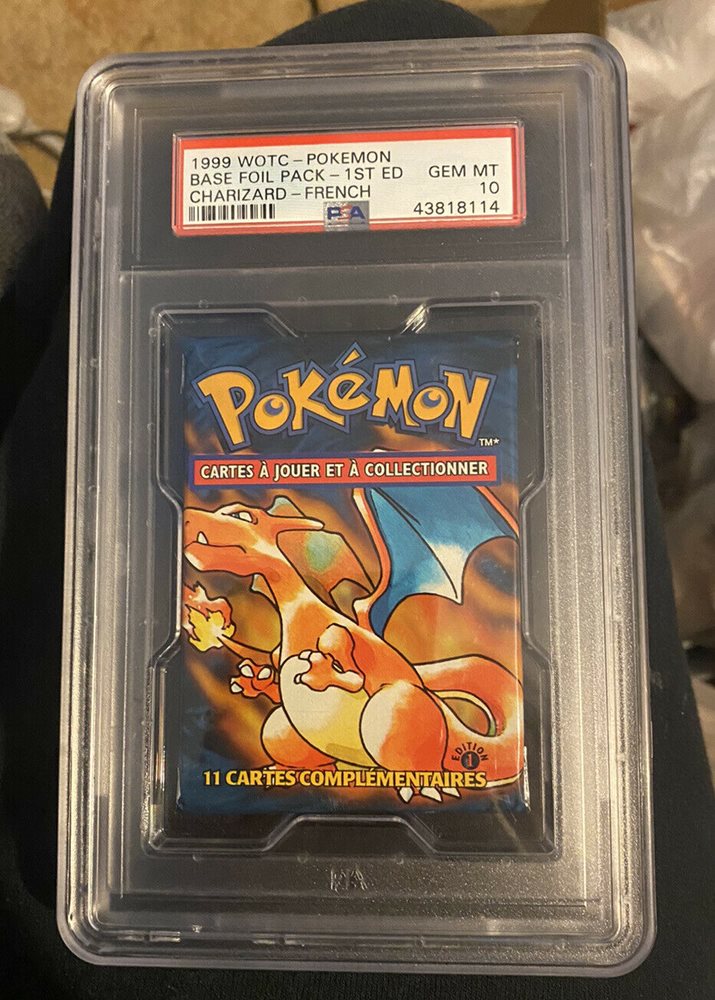 1999 WOTC-POKEMON
BASE FOIL PACK-1ST ED GEM MT
CHARIZARD-FRENCH 10
PSA 43818114
POKéMON
TM*
CARTES À JOUER ET À COLLECTIONNER
EDITION
1
11 CARTES COMPLÉMENTAIRES
PSA